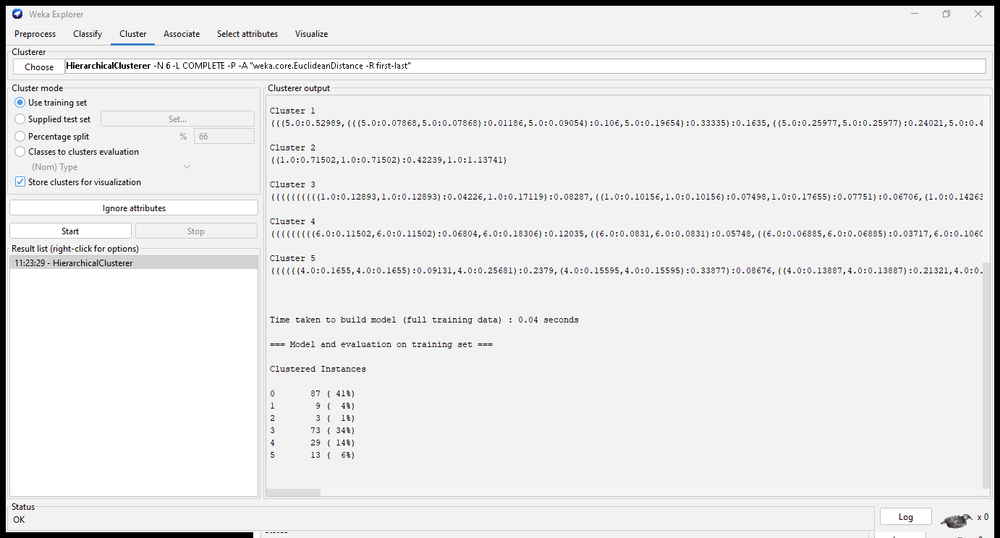 Weka Explorer
Preprocess Classify Cluster Associate Select attributes Visualize
Clusterer
Choose HierarchicalClusterer -N 6 -L COMPLETE -P -A "weka.core.EuclideanDistance -R first-last"
Cluster mode
Use training set
Supplied test set Set...
Percentage split % 66
Classes to clusters evaluation
(Nom) Type
Store clusters for visualization
Ignore attributes
Start Stop
Result list (right-click for options)
11:23:29 - HierarchicalClusterer
Clusterer output
Cluster 1
(((5.0:0.52989,(((5.0:0.07868,5.0:0.07868):0.01186,5.0:0.09054):0.106,5.0:0.19654):0.33335):0.1635,((5.0:0.25977,5.0:0.25977):0.24021,5.0:0.4
Cluster 2
((1.0:0.71502,1.0:0.71502):0.42239,1.0:1.13741)
Cluster 3
((((((((((1.0:0.12893,1.0:0.12893):0.04226,1.0:0.17119):0.08287,((1.0:0.10156,1.0:0.10156):0.07498,1.0:0.17655):0.07751):0.06706,(1.0:0.14263
Cluster 4
(((((((((6.0:0.11502,6.0:0.11502):0.06804,6.0:0.18306):0.12035,((6.0:0.0831,6.0:0.0831):0.05748,((6.0:0.06885,6.0:0.06885):0.03717,6.0:0.1060
Cluster 5
((((((4.0:0.1655,4.0:0.1655):0.09131,4.0:0.25681):0.2379,(4.0:0.15595,4.0:0.15595):0.33877):0.08676,((4.0:0.13887,4.0:0.13887):0.21321,4.0:0.
Time taken to build model (full training data) : 0.04 seconds
=== Model and evaluation on training set ===
Clustered Instances
0 87 ( 41%)
1 9 ( 4%)
2 3 ( 1%)
3 73 ( 34%)
4 29 ( 14%)
5 13 ( 6%)
Status
OK
Log x 0